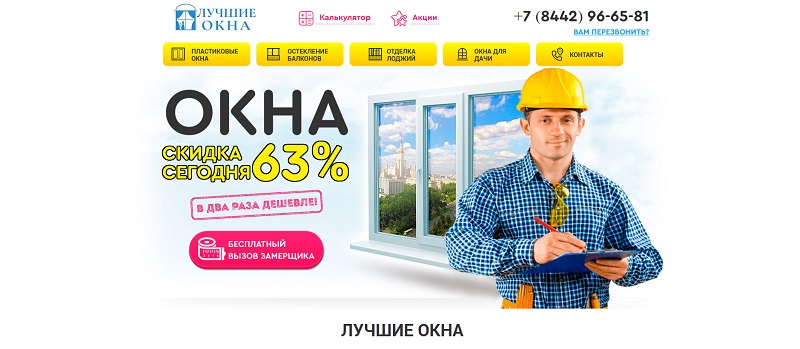 ЛУЧШИЕ
ОКНА
Калькулятор
Акции
+7 (8442) 96-65-81
ВАМ ПЕРЕЗВОНИТЬ?
ПЛАСТИКОВЫЕ
ОКНА
ОСТЕКЛЕНИЕ
БАЛКОНОВ
ОТДЕЛКА
ЛОДЖИЙ
ОКНА ДЛЯ
ДАЧИ
КОНТАКТЫ
ОКНА
СКИДКА
СЕГОДНЯ 63%
В ДВА РАЗА ДЕШЕВЛЕ!
БЕСПЛАТНЫЙ
ВЫЗОВ ЗАМЕРЩИКА
ЛУЧШИЕ ОКНА